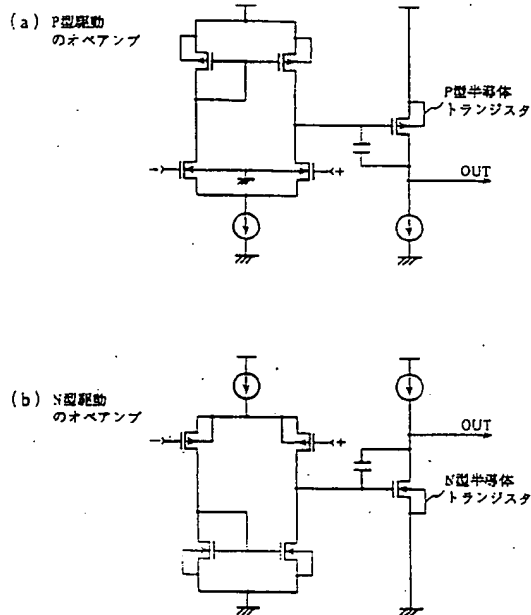 (a) P型駆動
のオペアンプ
P型半導体
トランジスタ
−
+
OUT
(b) N型駆動
のオペアンプ
−
+
OUT
N型半導体
トランジスタ